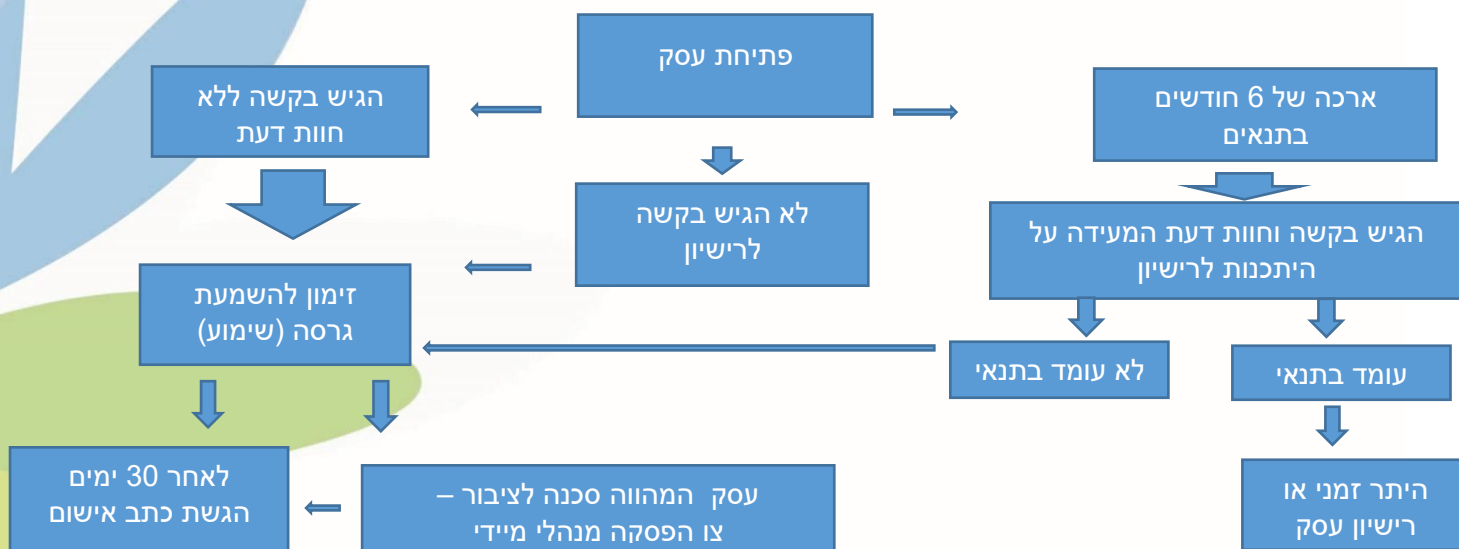 פתיחת עסק
הגיש בקשה ללא
חוות דעת
ארכה של 6 חודשים
בתנאים
לא הגיש בקשה
לרישיון
הגיש בקשה וחוות דעת המעידה על
היתכנות לרישיון
זימון להשמעת
גרסה (שימוע)
לא עומד בתנאי
עומד בתנאי
לאחר 30 ימים
הגשת כתב אישום
עסק המהווה סכנה לציבור –
צו הפסקה מנהלי מיידי
היתר זמני או
רישיון עסק